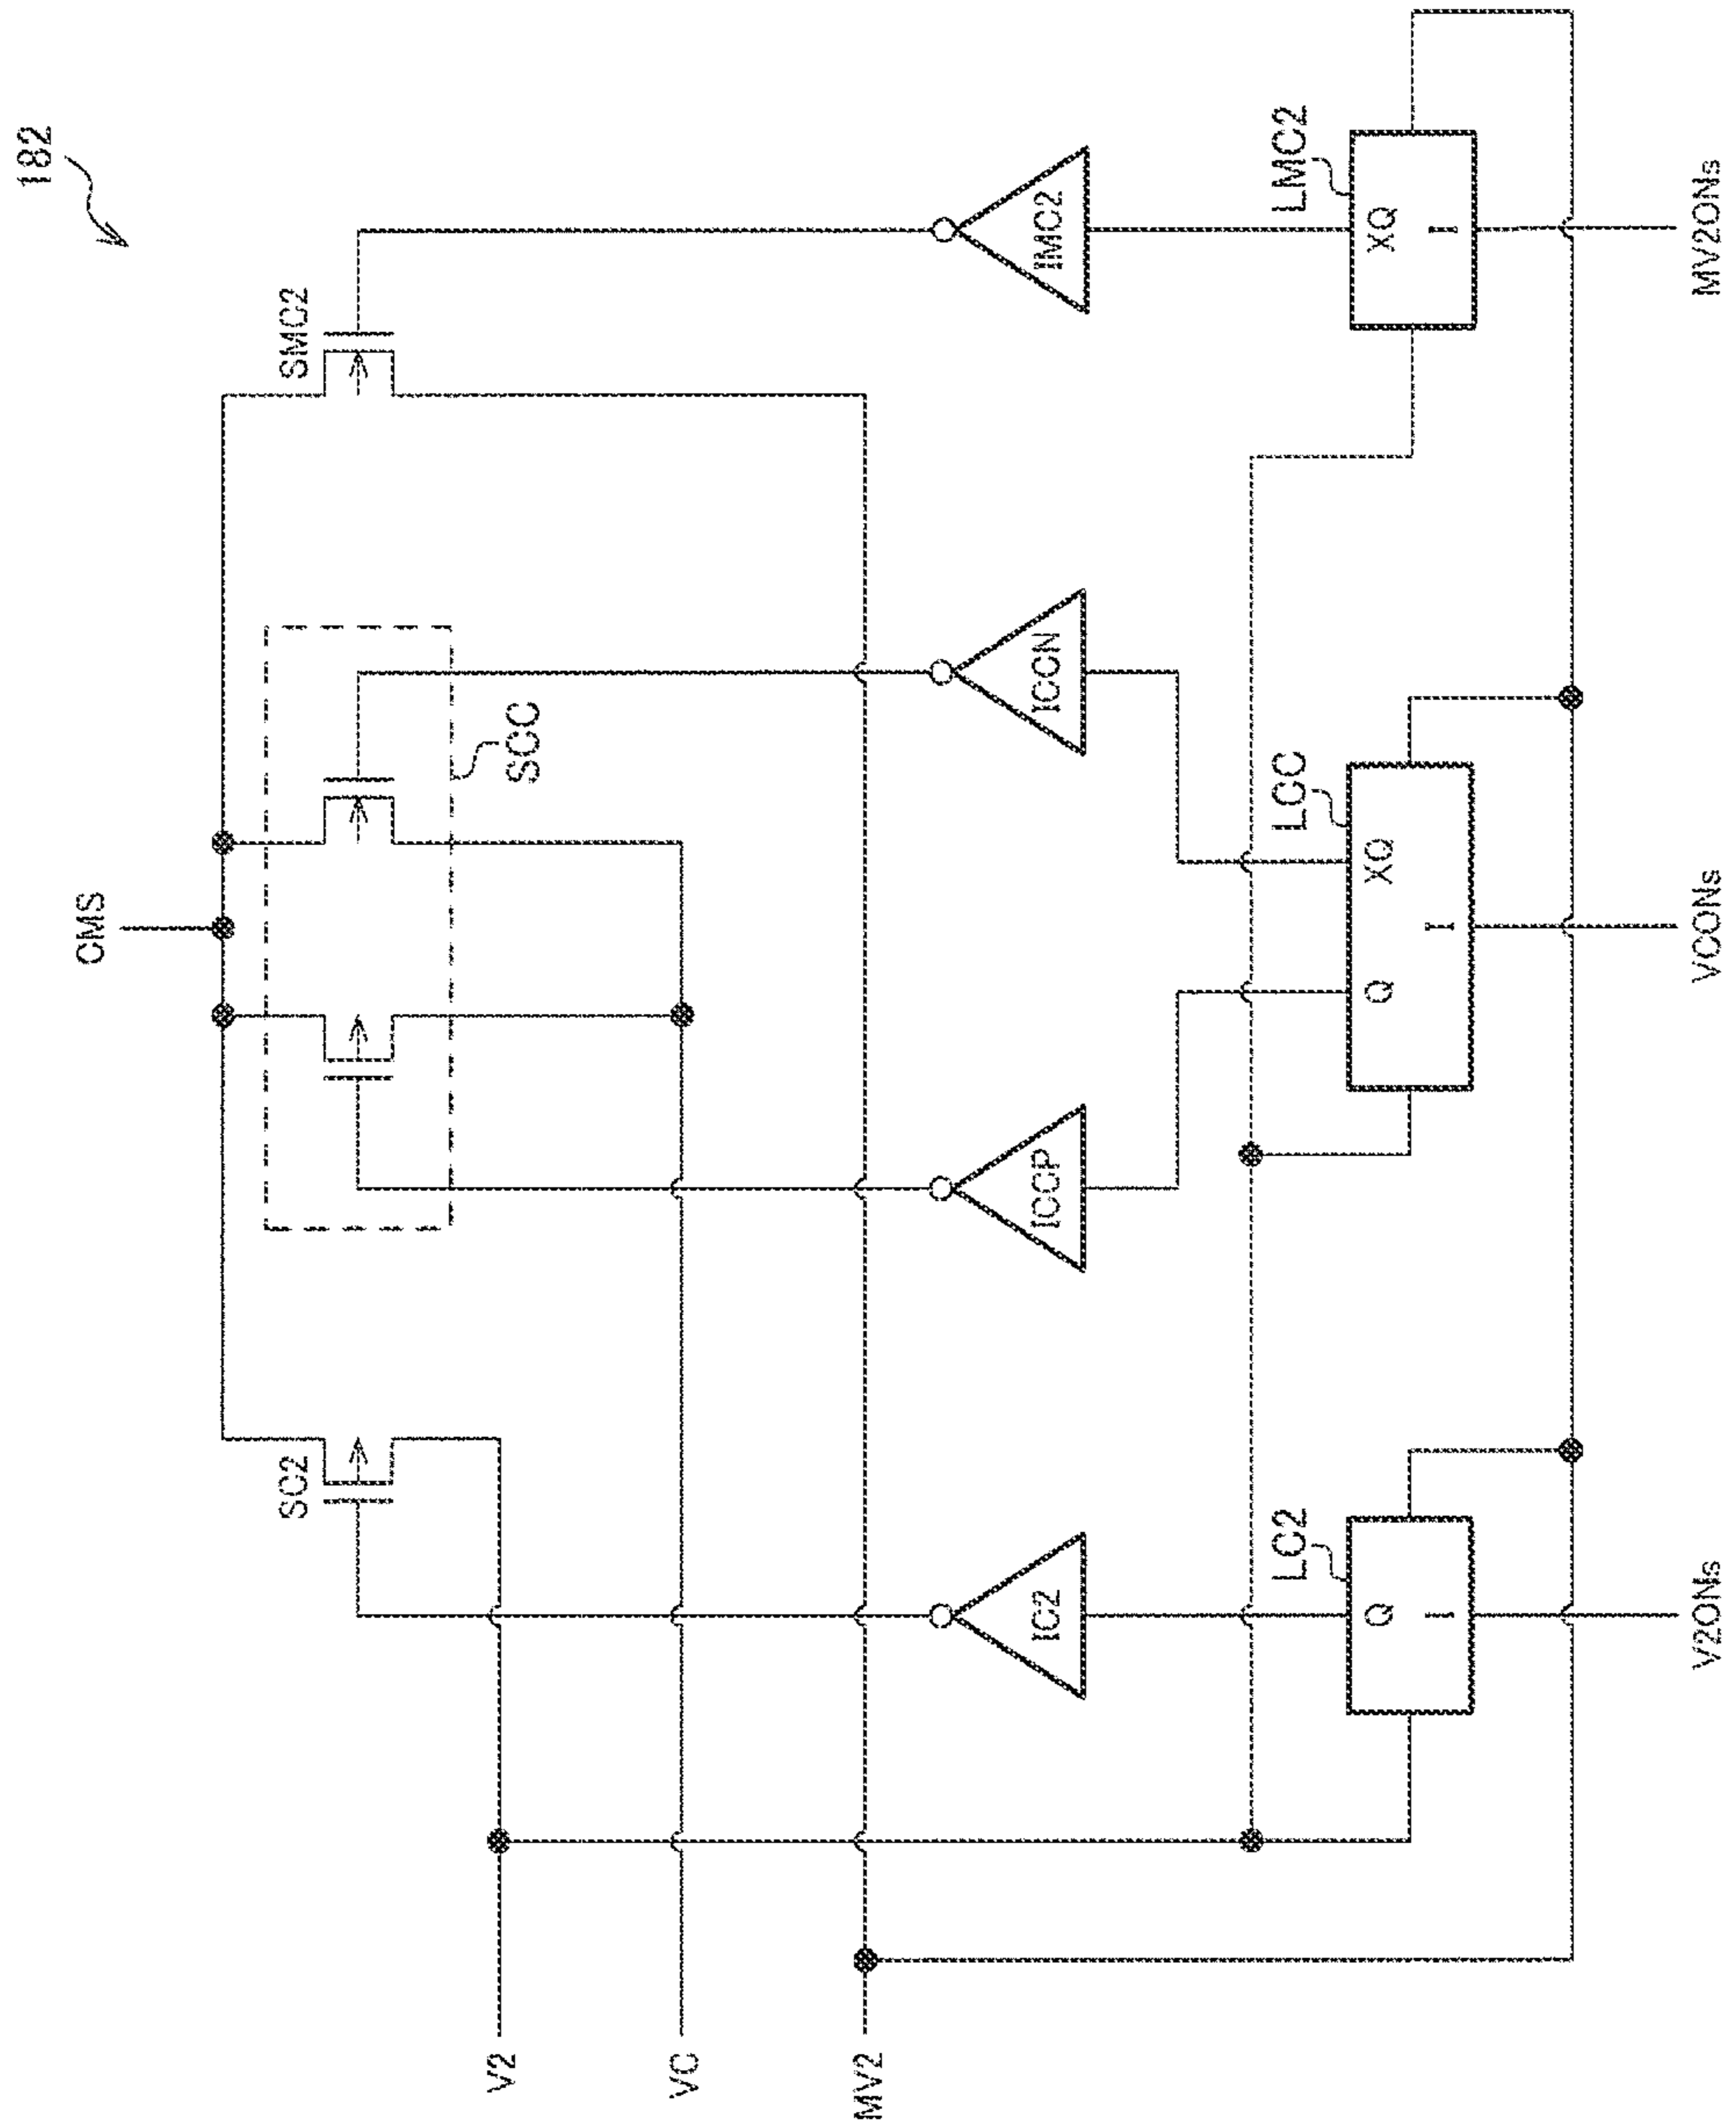 182
CMS
SC2
SCC
SMC2
V2
VC
MV2
IC2
ICCP
ICCN
IMC2
LC2
Q
I
LCC
Q
XQ
I
LMC2
XQ
I
V2ONs
VCONs
MV2ONs